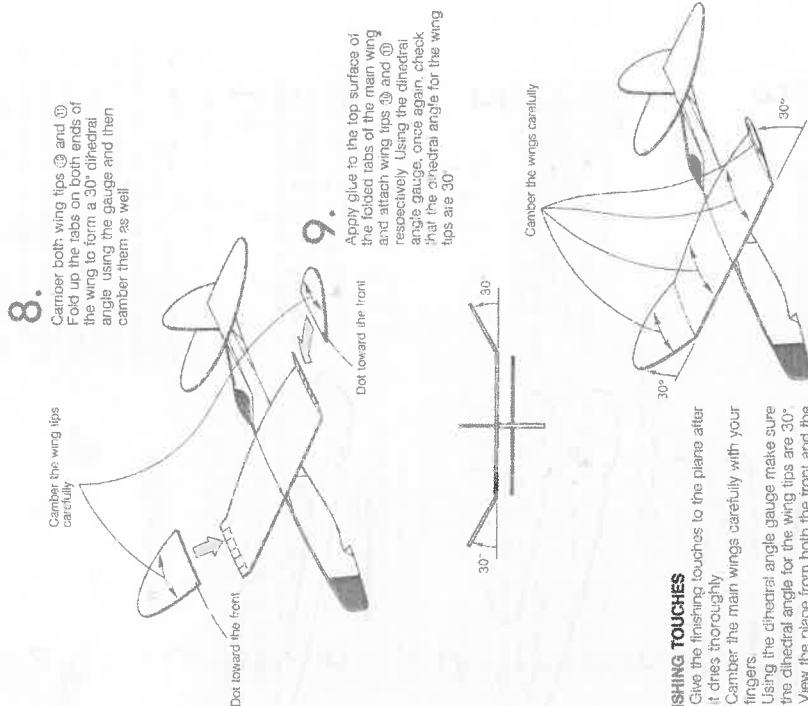 8.
Camber both wing tips ⑩ and ⑪
Fold up the tabs on both ends of
the wing to form a 30° dihedral
angle using the gauge and then
camber them as well
Camber the wing tips
carefully
Dot toward the front
Dot toward the front
9.
Apply glue to the top surface of
the folded tabs of the main wing
and attach wing tips ⑩ and ⑪
respectively Using the dihedral
angle gauge, once again, check
that the dihedral angle for the wing
tips are 30°
30°
30°
Camber the wings carefully
30°
30°
ISHING TOUCHES
Give the finishing touches to the plane after
it dries thoroughly
Camber the main wings carefully with your
fingers.
Using the dihedral angle gauge make sure
the dihedral angle for the wing tips are 30°.
View the plane from both the front and the